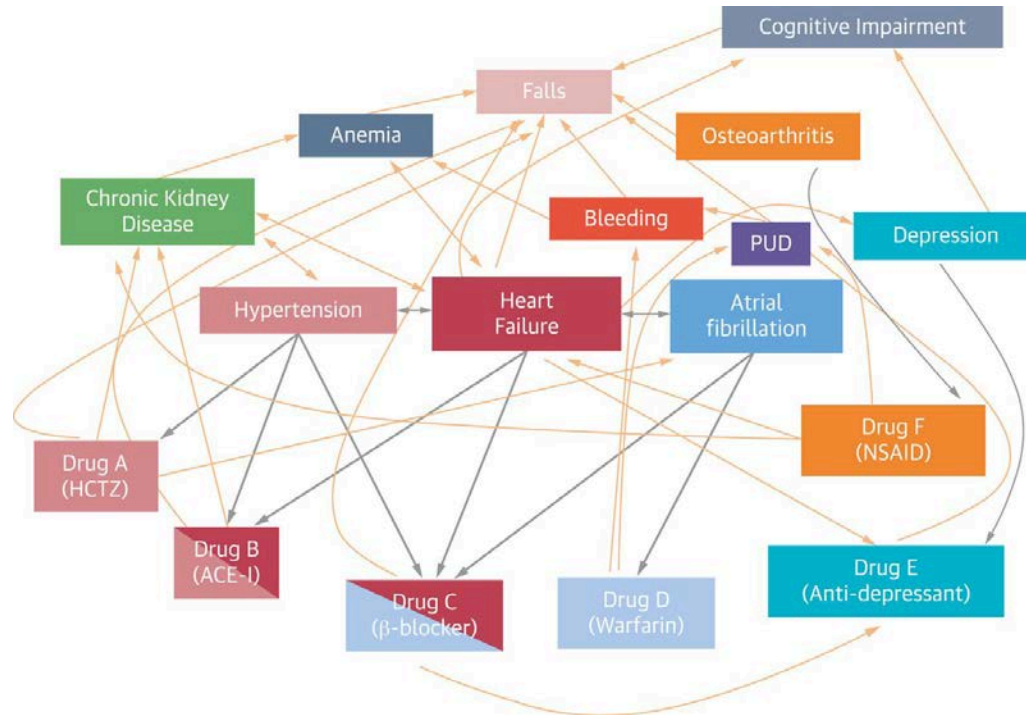 Cognitive Impairment
Falls
Anemia
Osteoarthritis
Chronic Kidney
Disease
Bleeding
PUD
Depression
Hypertension
Heart
Failure
Atrial
fibrillation
Drug A
(HCTZ)
Drug F
(NSAID)
Drug B
(ACE-I)
Drug C
(β-blocker)
Drug D
(Warfarin)
Drug E
(Anti-depressant)